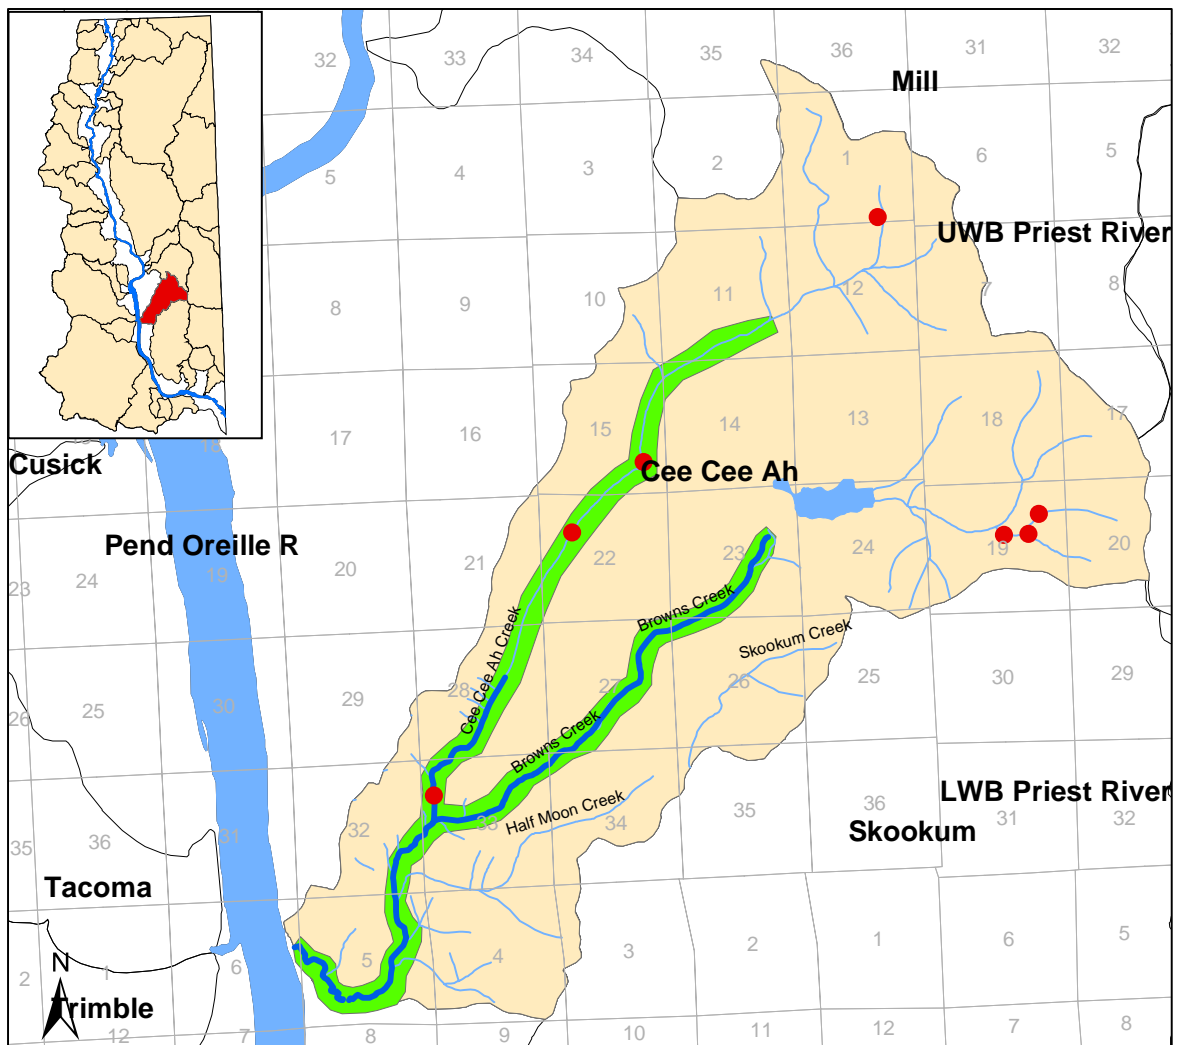 32 33 34 35 36 31 32
Mill
5 4 3 2 1 6 5
UWB Priest River
8 9 10 11 12 7 8
17 16 15 14 13 18 17
18
Cusick
Cee Cee Ah
Pend Oreille R
23 24 19 20 21 22 23 24 19 20
Browns Creek
Cee Cee Ah Creek
Skookum Creek
26 25 30 29 28 27 26 25 30 29
Browns Creek
LWB Priest River
Half Moon Creek
35 36 31 32 33 34 35 36 31 32
Skookum
Tacoma
2 1 6 5 4 3 2 1 6 5
N
Trimble
12 7 8 9 10 11 12 7 8